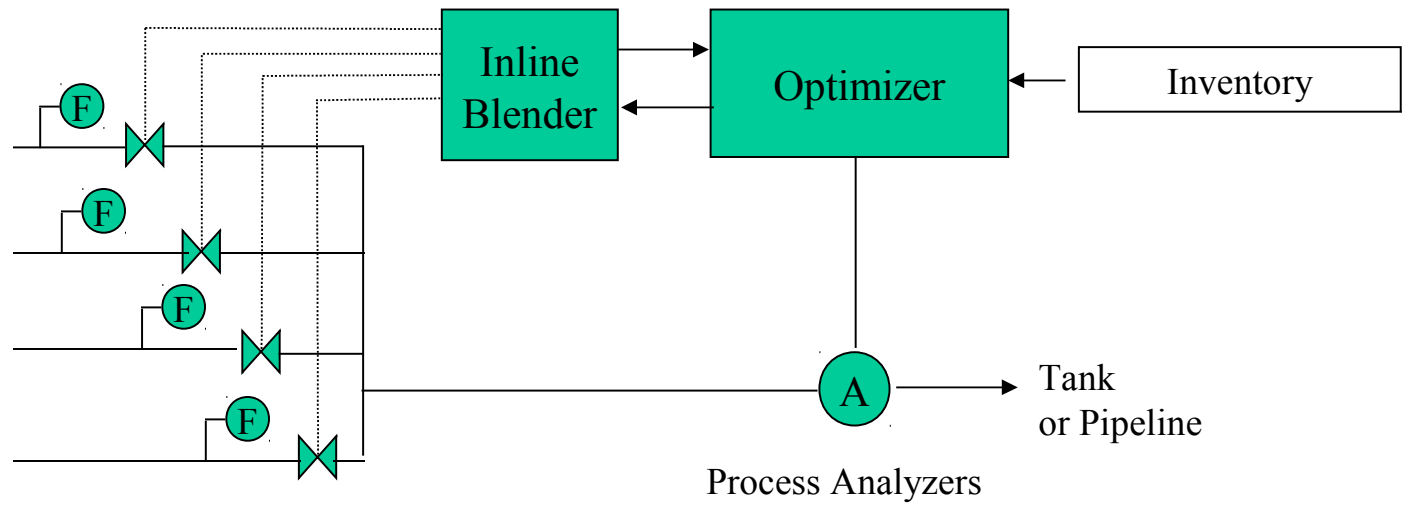 Inline
Blender
Optimizer
Inventory
F
F
F
F
A
Tank
or Pipeline
Process Analyzers